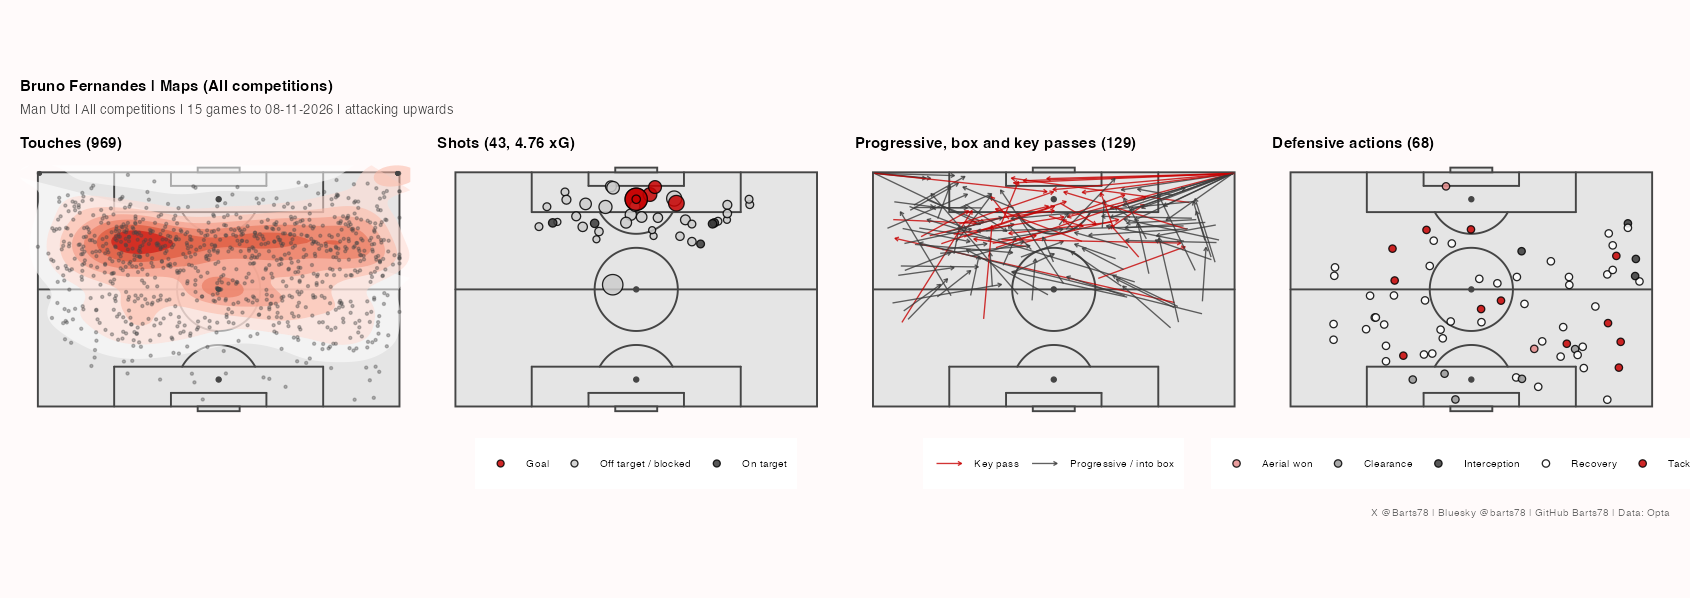 Bruno Fernandes | Maps (All competitions)
Man Utd | All competitions | 15 games to 08-11-2026 | attacking upwards
Touches (969)
Shots (43, 4.76 xG)
Progressive, box and key passes (129)
Defensive actions (68)
Goal
Off target / blocked
On target
Key pass
Progressive / into box
Aerial won
Clearance
Interception
Recovery
Tack
X @Barts78 | Bluesky @barts78 | GitHub Barts78 | Data: Opta